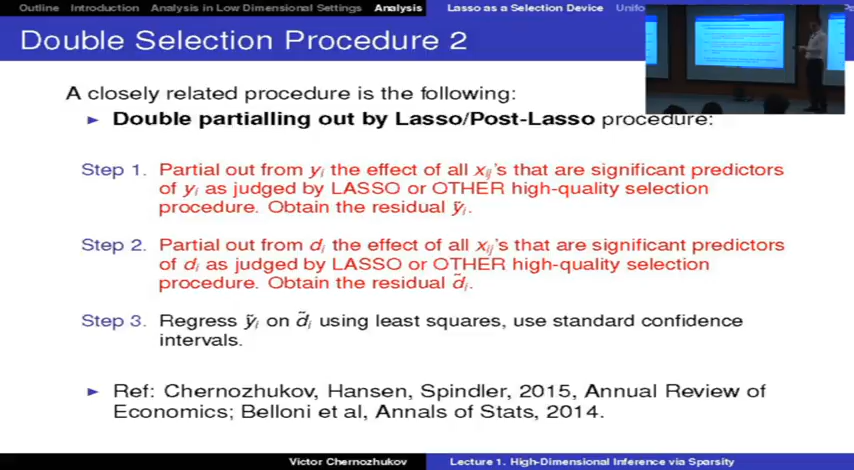 Outline Introduction Analysis in Low Dimensional Settings Analysis Lasso as a Selection Device
Double Selection Procedure 2
A closely related procedure is the following:
► Double partialling out by Lasso/Post-Lasso procedure:
Step 1. Partial out from yᵢ the effect of all xᵢⱼ's that are significant predictors
of yᵢ as judged by LASSO or OTHER high-quality selection
procedure. Obtain the residual ỹᵢ.
Step 2. Partial out from dᵢ the effect of all xᵢⱼ's that are significant predictors
of dᵢ as judged by LASSO or OTHER high-quality selection
procedure. Obtain the residual d̃ᵢ.
Step 3. Regress ỹᵢ on d̃ᵢ using least squares, use standard confidence
intervals.
► Ref: Chernozhukov, Hansen, Spindler, 2015, Annual Review of
Economics; Belloni et al, Annals of Stats, 2014.
Victor Chernozhukov Lecture 1. High-Dimensional Inference via Sparsity